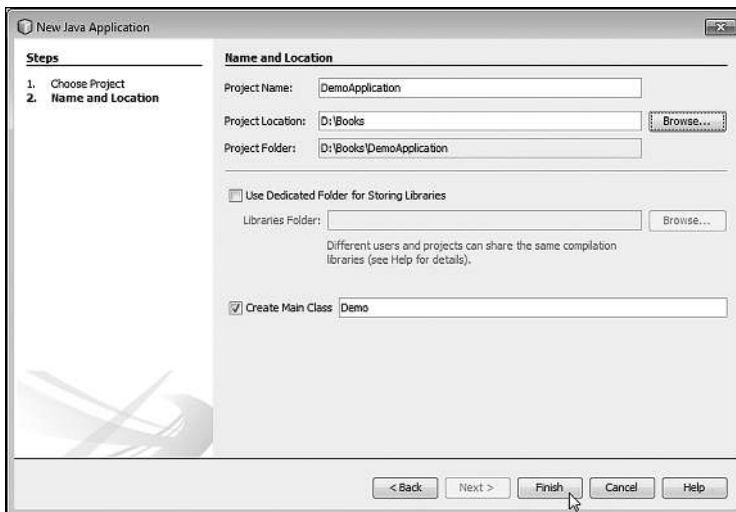 New Java Application
Steps
1. Choose Project
2. Name and Location
Name and Location
Project Name: DemoApplication
Project Location: D:\Books Browse...
Project Folder: D:\Books\DemoApplication
Use Dedicated Folder for Storing Libraries
Libraries Folder: Browse...
Different users and projects can share the same compilation
libraries (see Help for details).
Create Main Class Demo
< Back Next > Finish Cancel Help